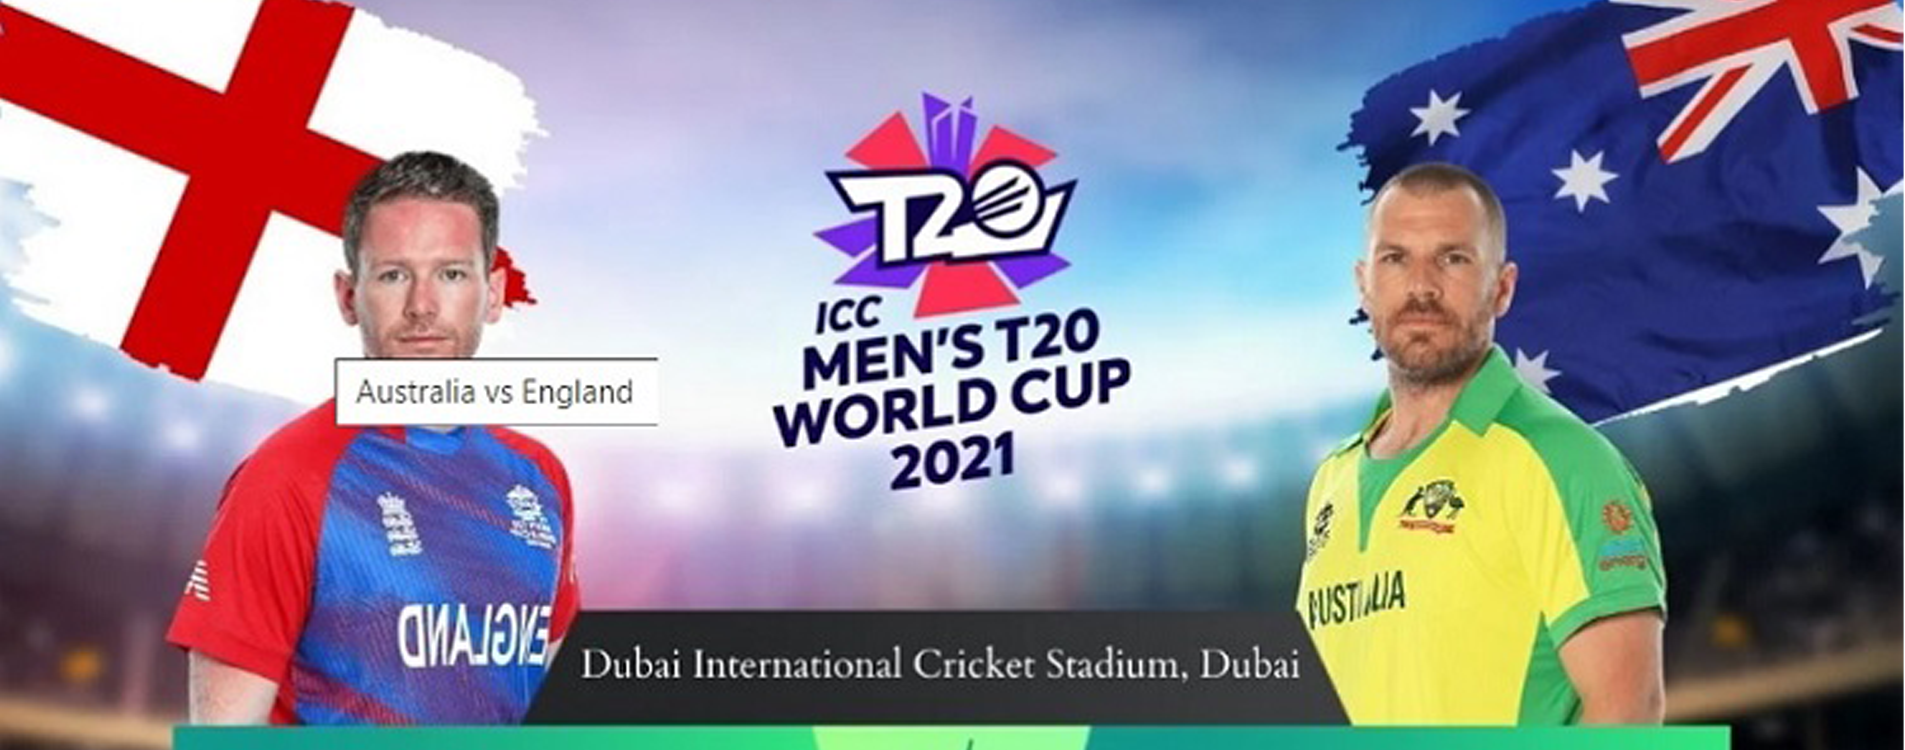 T20
ICC
MEN'S T20
WORLD CUP
2021
Australia vs England
ENGLAND
AUSTRALIA
Dubai International Cricket Stadium, Dubai